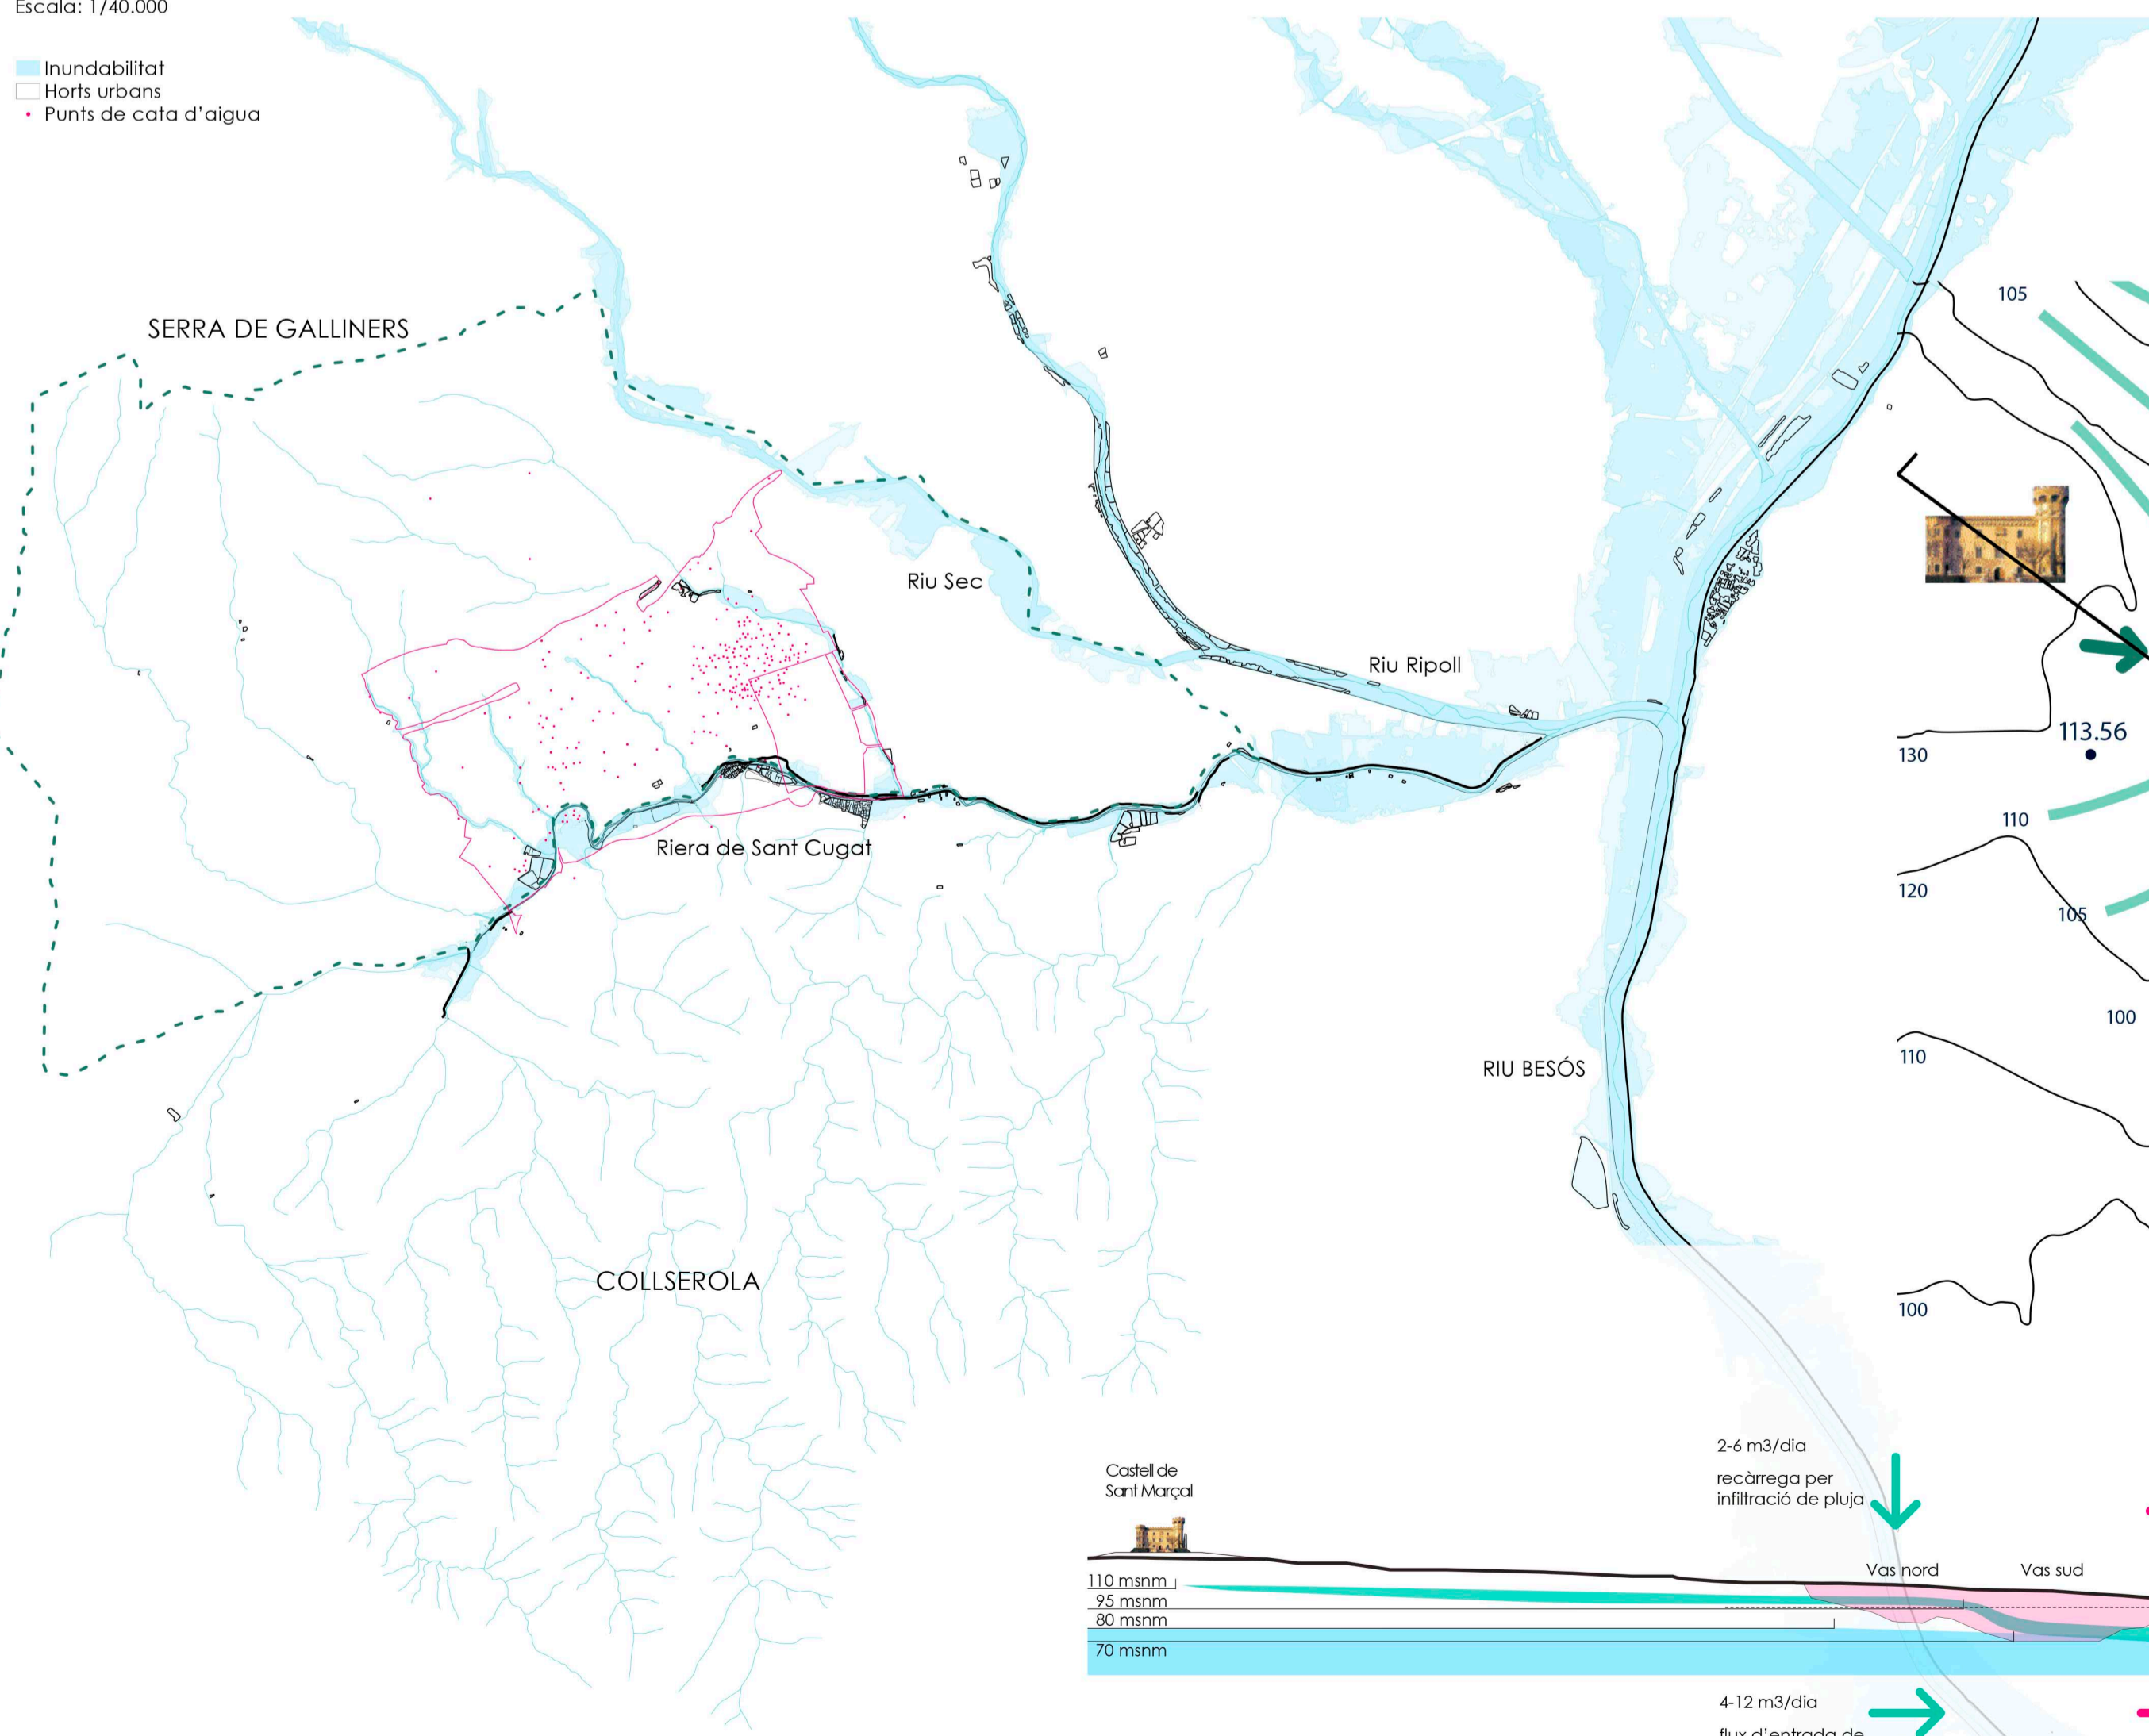 Escala: 1/40.000
Inundabilitat
Horts urbans
Punts de cata d'aigua
SERRA DE GALLINERS
105
Riu Sec
Riu Ripoll
113.56
130
110
Riera de Sant Cugat
120
105
100
110
RIU BESÓS
COLLSEROLA
100
2-6 m3/dia
recàrrega per
infiltració de pluja
Castell de
Sant Marçal
Vas nord
Vas sud
110 msnm
95 msnm
80 msnm
70 msnm
4-12 m3/dia
flux d'entrada de